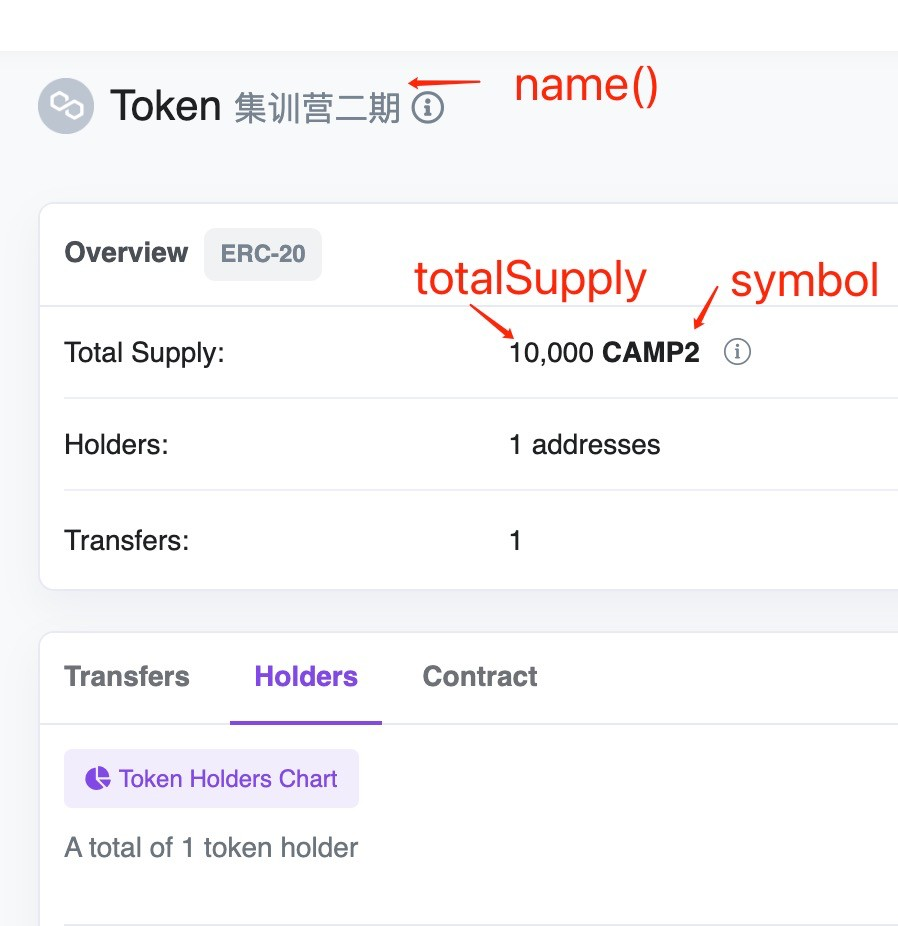 Token 集训营二期 name()
Overview ERC-20
totalSupply symbol
Total Supply: 10,000 CAMP2
Holders: 1 addresses
Transfers: 1
Transfers Holders Contract
Token Holders Chart
A total of 1 token holder